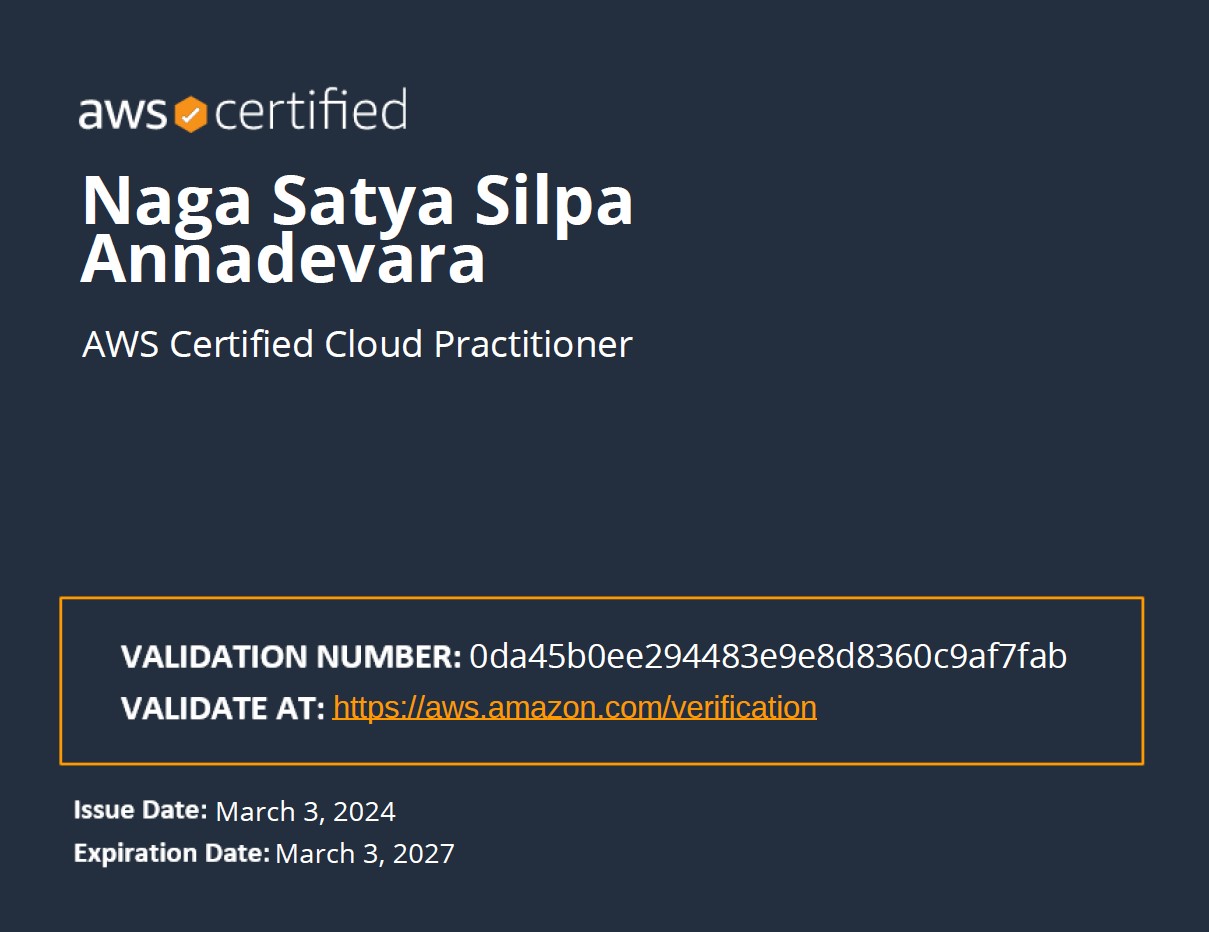 aws certified
Naga Satya Silpa
Annadevara
AWS Certified Cloud Practitioner
VALIDATION NUMBER: 0da45b0ee294483e9e8d8360c9af7fab
VALIDATE AT: https://aws.amazon.com/verification
Issue Date: March 3, 2024
Expiration Date: March 3, 2027